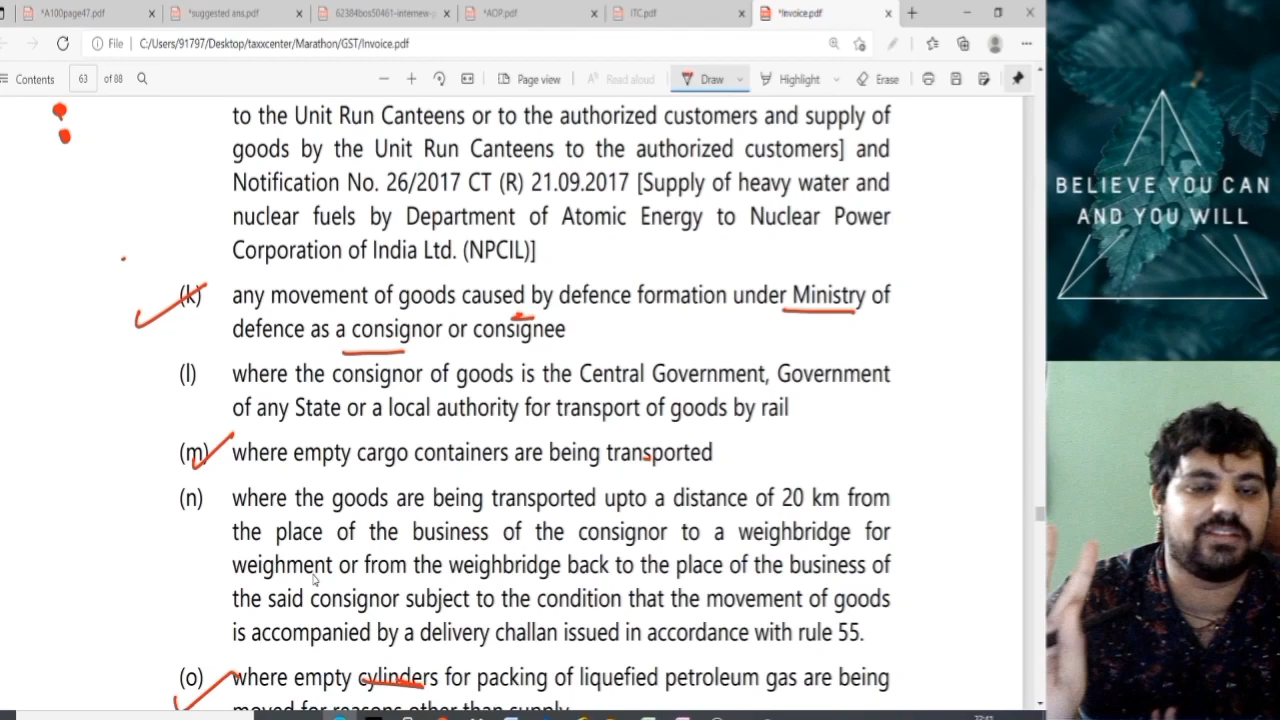 *A100page47.pdf
*suggested ans.pdf
62384bos50461-internew-
*AOP.pdf
ITC.pdf
*Invoice.pdf
File
C:/Users/91797/Desktop/taxxcenter/Marathon/GST/Invoice.pdf
Contents
63
of 88
Page view
Read aloud
Draw
Highlight
Erase
to the Unit Run Canteens or to the authorized customers and supply of
goods by the Unit Run Canteens to the authorized customers] and
Notification No. 26/2017 CT (R) 21.09.2017 [Supply of heavy water and
nuclear fuels by Department of Atomic Energy to Nuclear Power
Corporation of India Ltd. (NPCIL)]
(k) any movement of goods caused by defence formation under Ministry of
defence as a consignor or consignee
(l) where the consignor of goods is the Central Government, Government
of any State or a local authority for transport of goods by rail
(m) where empty cargo containers are being transported
(n) where the goods are being transported upto a distance of 20 km from
the place of the business of the consignor to a weighbridge for
weighment or from the weighbridge back to the place of the business of
the said consignor subject to the condition that the movement of goods
is accompanied by a delivery challan issued in accordance with rule 55.
(o) where empty cylinders for packing of liquefied petroleum gas are being
moved for reasons other than supply
BELIEVE YOU CAN
AND YOU WILL